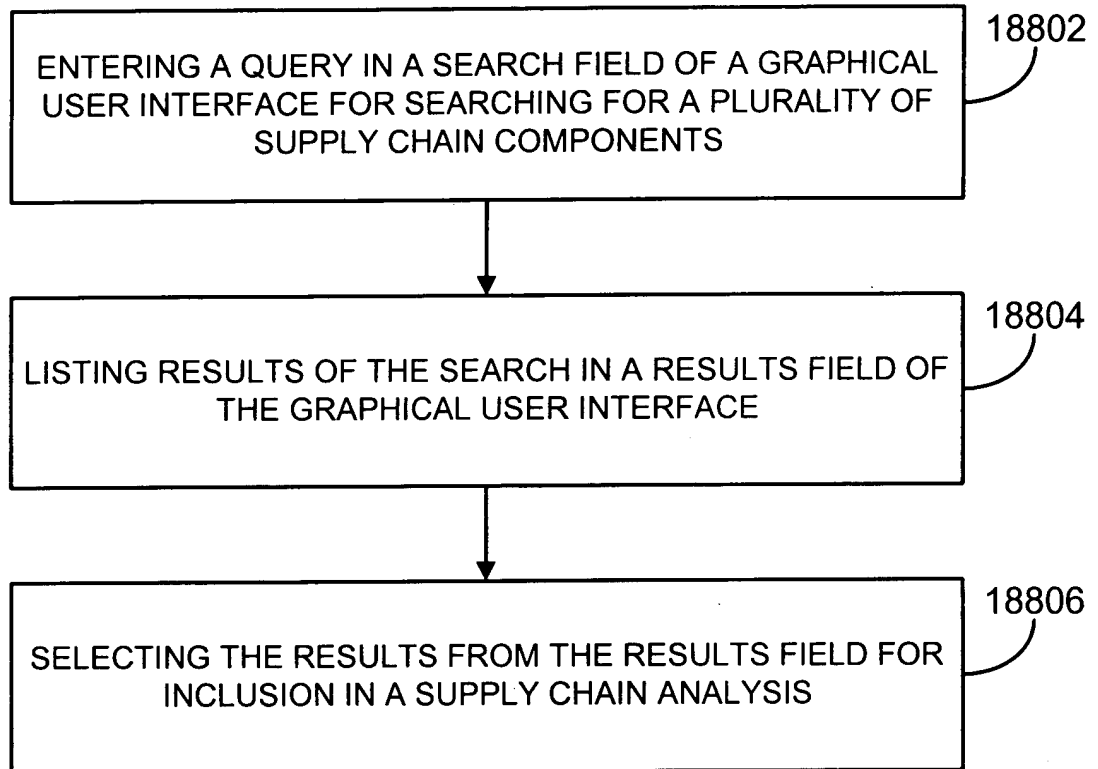 18802
ENTERING A QUERY IN A SEARCH FIELD OF A GRAPHICAL
USER INTERFACE FOR SEARCHING FOR A PLURALITY OF
SUPPLY CHAIN COMPONENTS
18804
LISTING RESULTS OF THE SEARCH IN A RESULTS FIELD OF
THE GRAPHICAL USER INTERFACE
18806
SELECTING THE RESULTS FROM THE RESULTS FIELD FOR
INCLUSION IN A SUPPLY CHAIN ANALYSIS